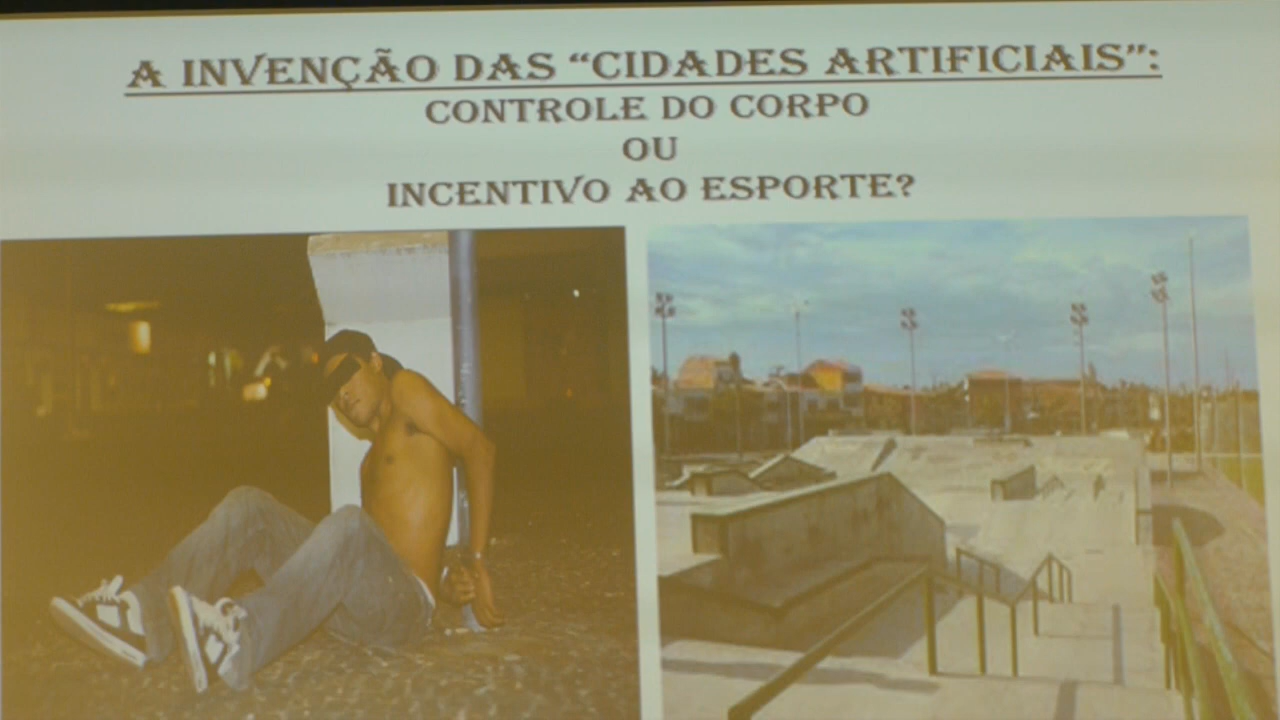 A INVENÇÃO DAS “CIDADES ARTIFICIAIS”:
CONTROLE DO CORPO
OU
INCENTIVO AO ESPORTE?